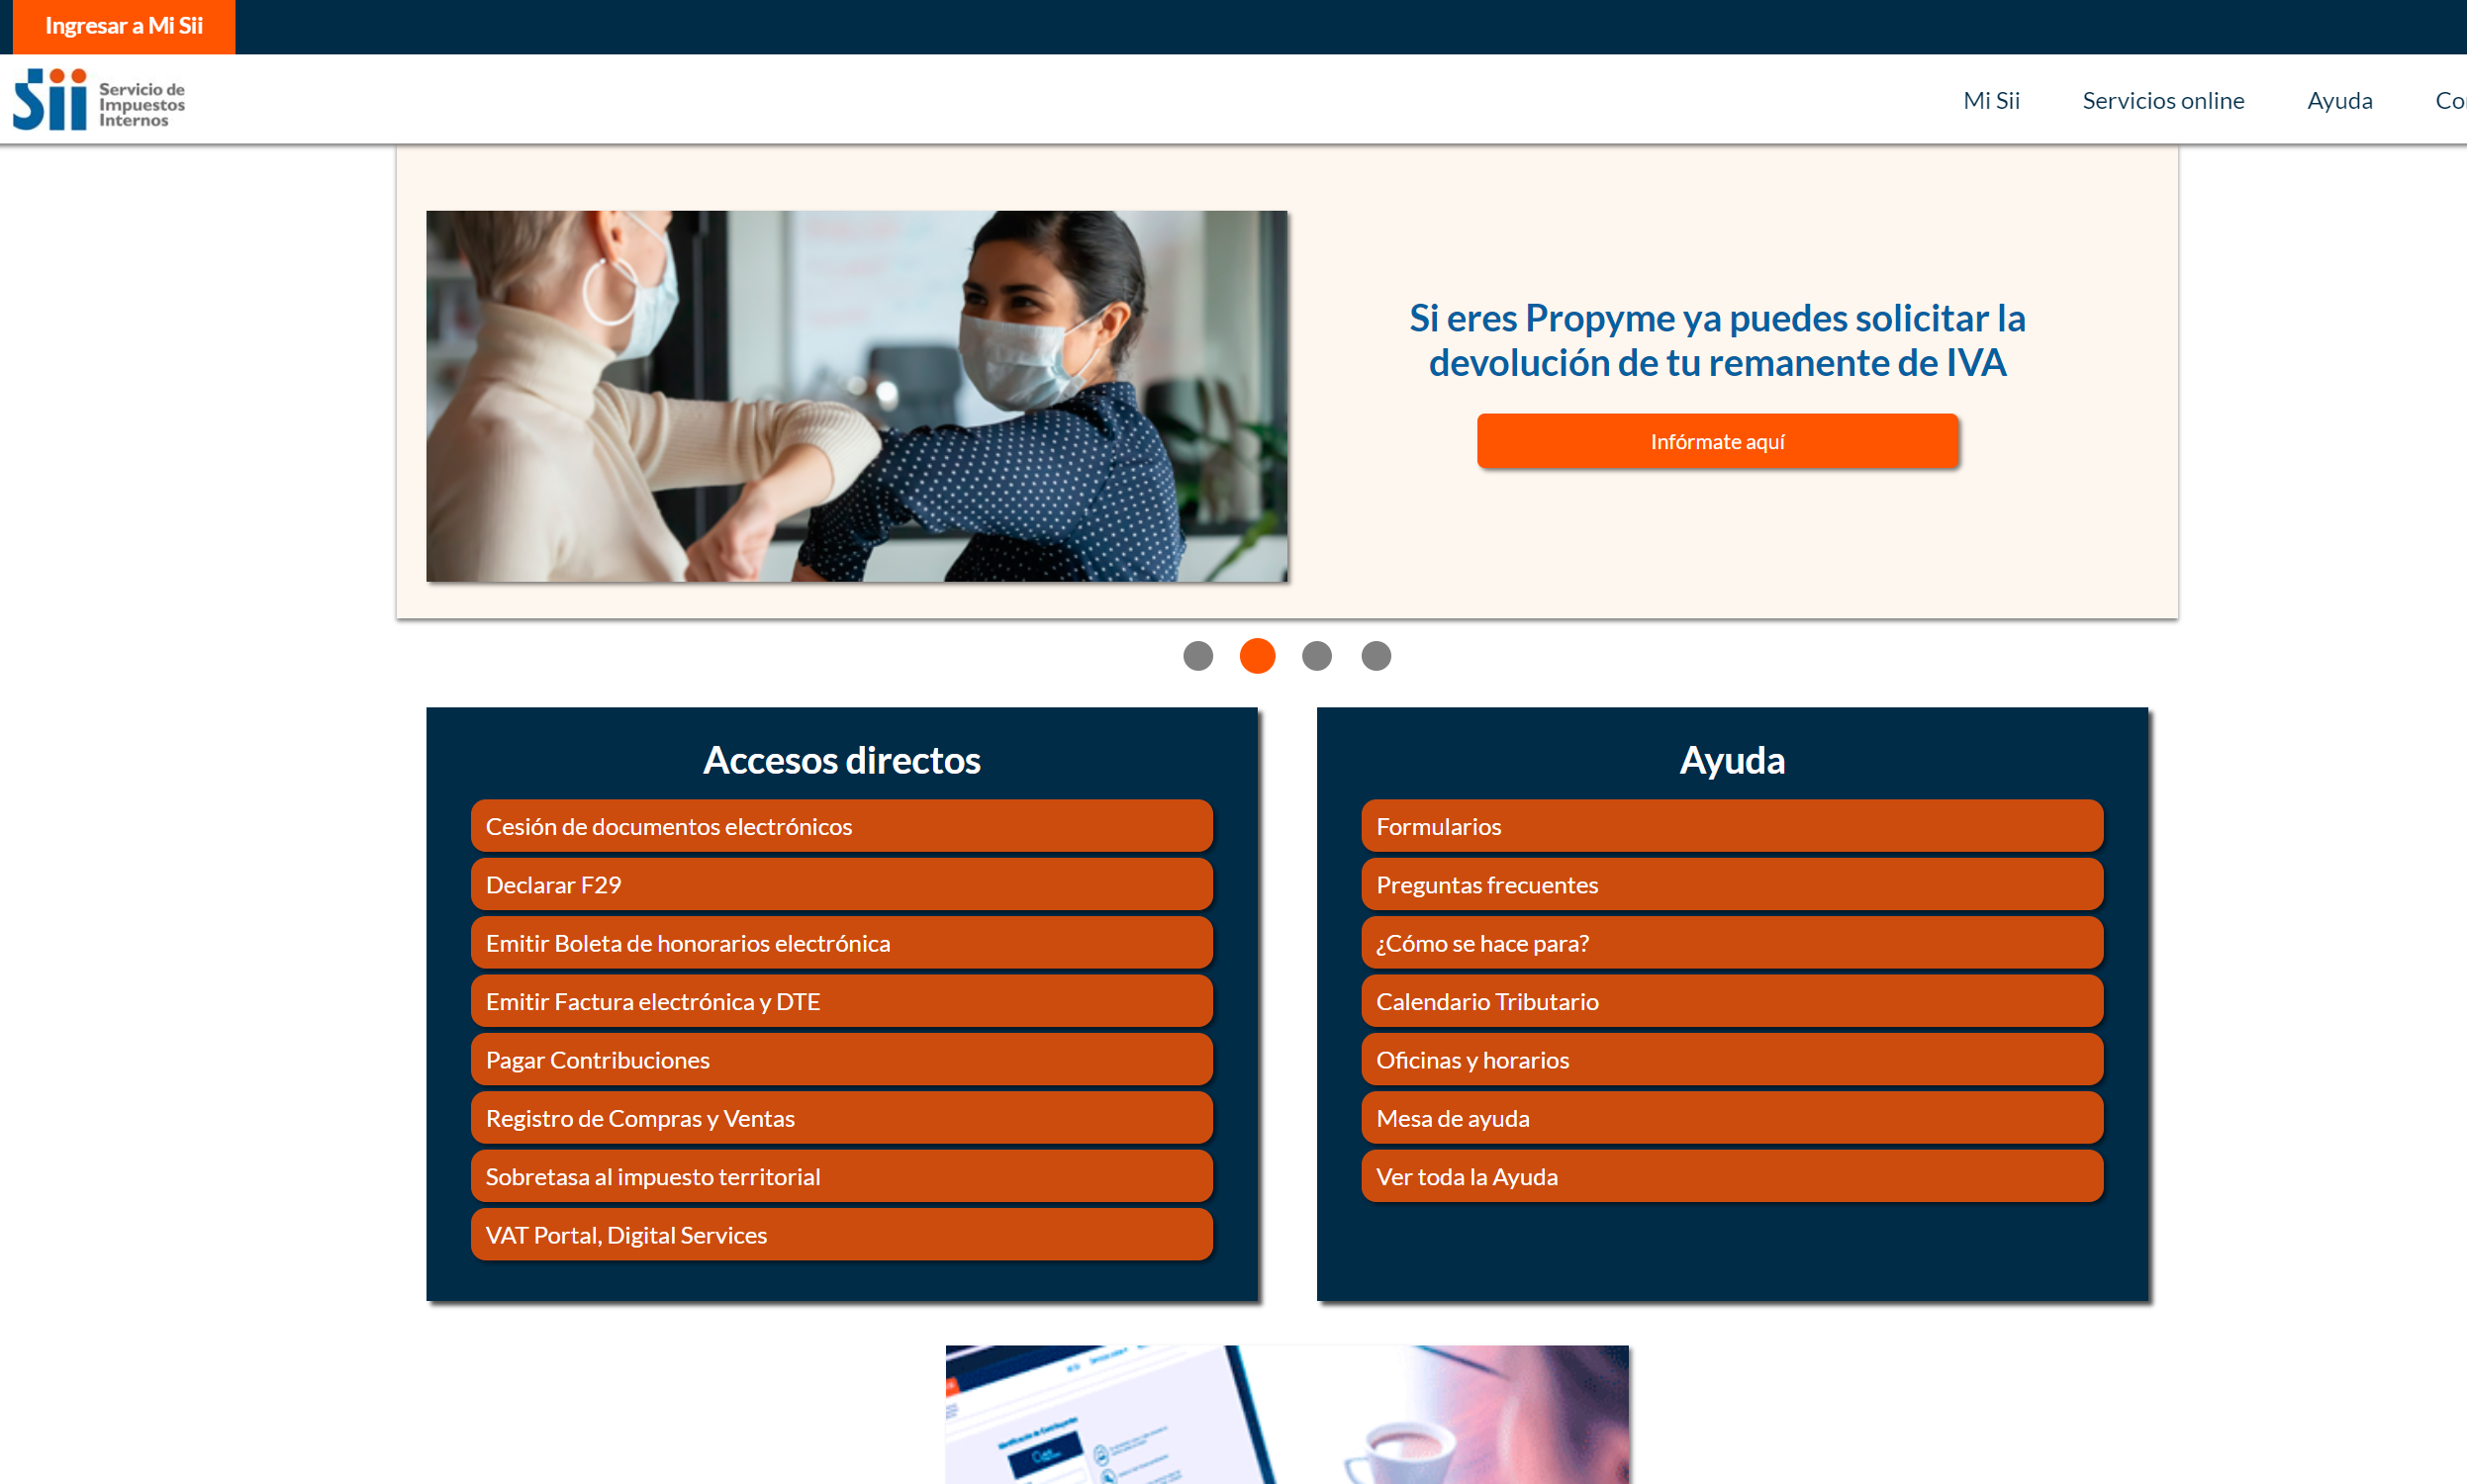 Ingresar a Mi Sii
Sii Servicio de
Impuestos
Internos
Mi Sii Servicios online Ayuda
Si eres Propyme ya puedes solicitar la
devolución de tu remanente de IVA
Infórmate aquí
Accesos directos
Cesión de documentos electrónicos
Declarar F29
Emitir Boleta de honorarios electrónica
Emitir Factura electrónica y DTE
Pagar Contribuciones
Registro de Compras y Ventas
Sobretasa al impuesto territorial
VAT Portal, Digital Services
Ayuda
Formularios
Preguntas frecuentes
¿Cómo se hace para?
Calendario Tributario
Oficinas y horarios
Mesa de ayuda
Ver toda la Ayuda